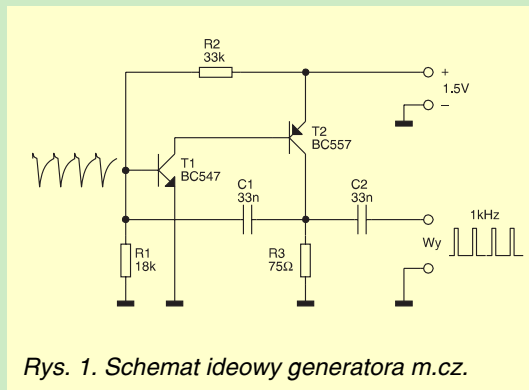 R2
33k
+
1.5V
–
T2
BC557
T1
BC547
C1
33n
C2
33n
1kHz
Wy
R1
18k
R3
75Ω
Rys. 1. Schemat ideowy generatora m.cz.